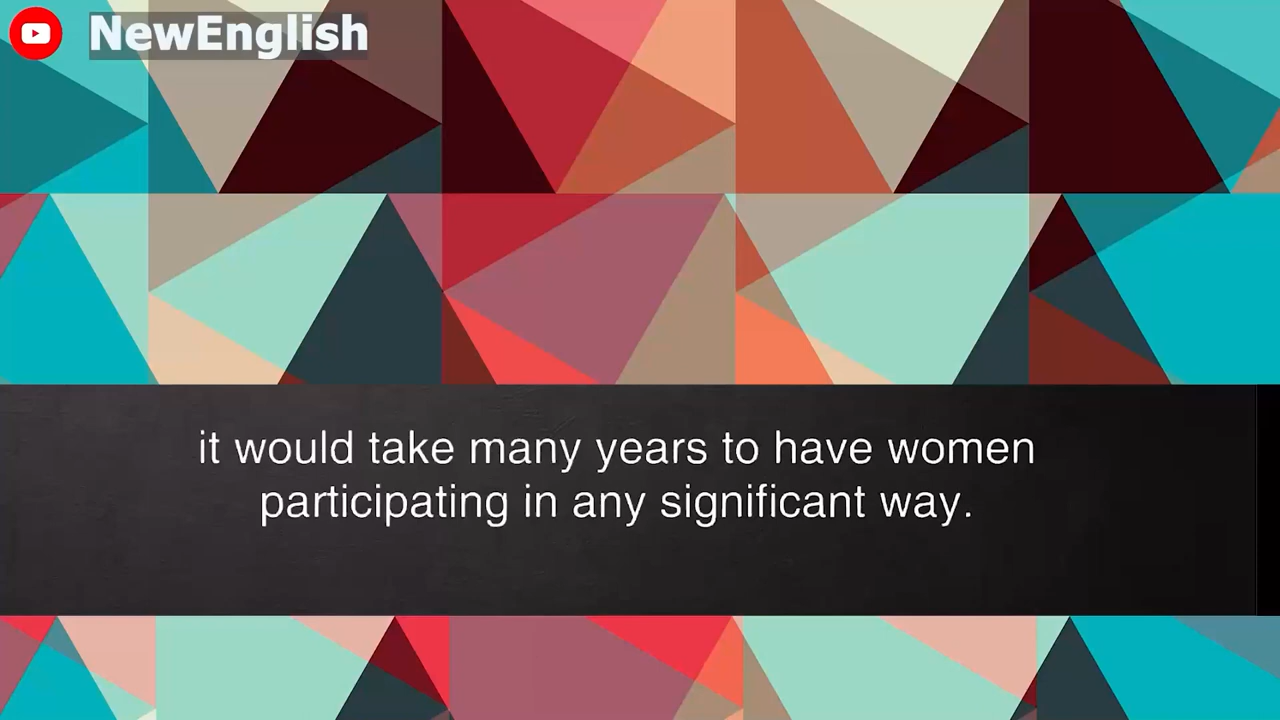 NewEnglish
it would take many years to have women
participating in any significant way.